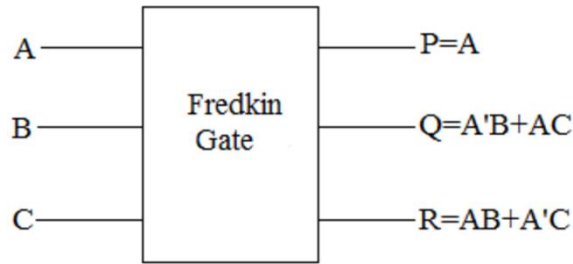 A
P=A
Fredkin
Gate
B
Q=A'B+AC
C
R=AB+A'C